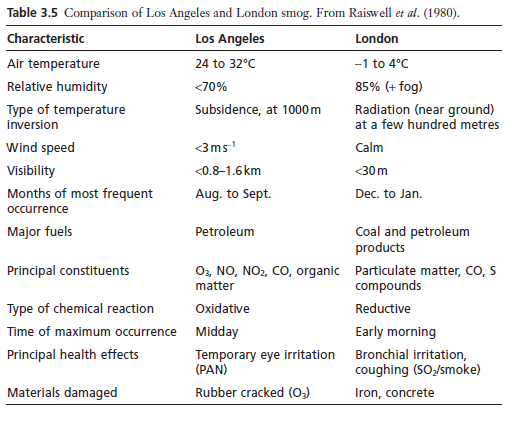 Table 3.5 Comparison of Los Angeles and London smog. From Raiswell et al. (1980).
Characteristic Los Angeles London
Air temperature 24 to 32°C −1 to 4°C
Relative humidity <70% 85% (+ fog)
Type of temperature Subsidence, at 1000 m Radiation (near ground)
inversion at a few hundred metres
Wind speed <3 m s⁻¹ Calm
Visibility <0.8–1.6 km <30 m
Months of most frequent Aug. to Sept. Dec. to Jan.
occurrence
Major fuels Petroleum Coal and petroleum
products
Principal constituents O₃, NO, NO₂, CO, organic Particulate matter, CO, S
matter compounds
Type of chemical reaction Oxidative Reductive
Time of maximum occurrence Midday Early morning
Principal health effects Temporary eye irritation Bronchial irritation,
(PAN) coughing (SO₂/smoke)
Materials damaged Rubber cracked (O₃) Iron, concrete